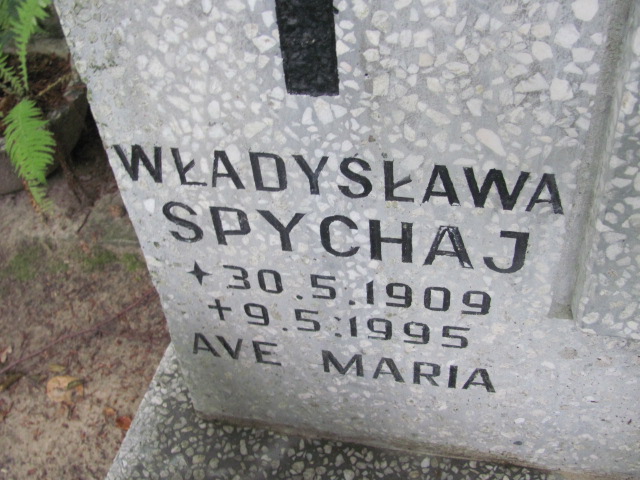 WŁADYSŁAWA
SPYCHAJ
✦ 30.5.1909
+ 9.5.1995
AVE MARIA